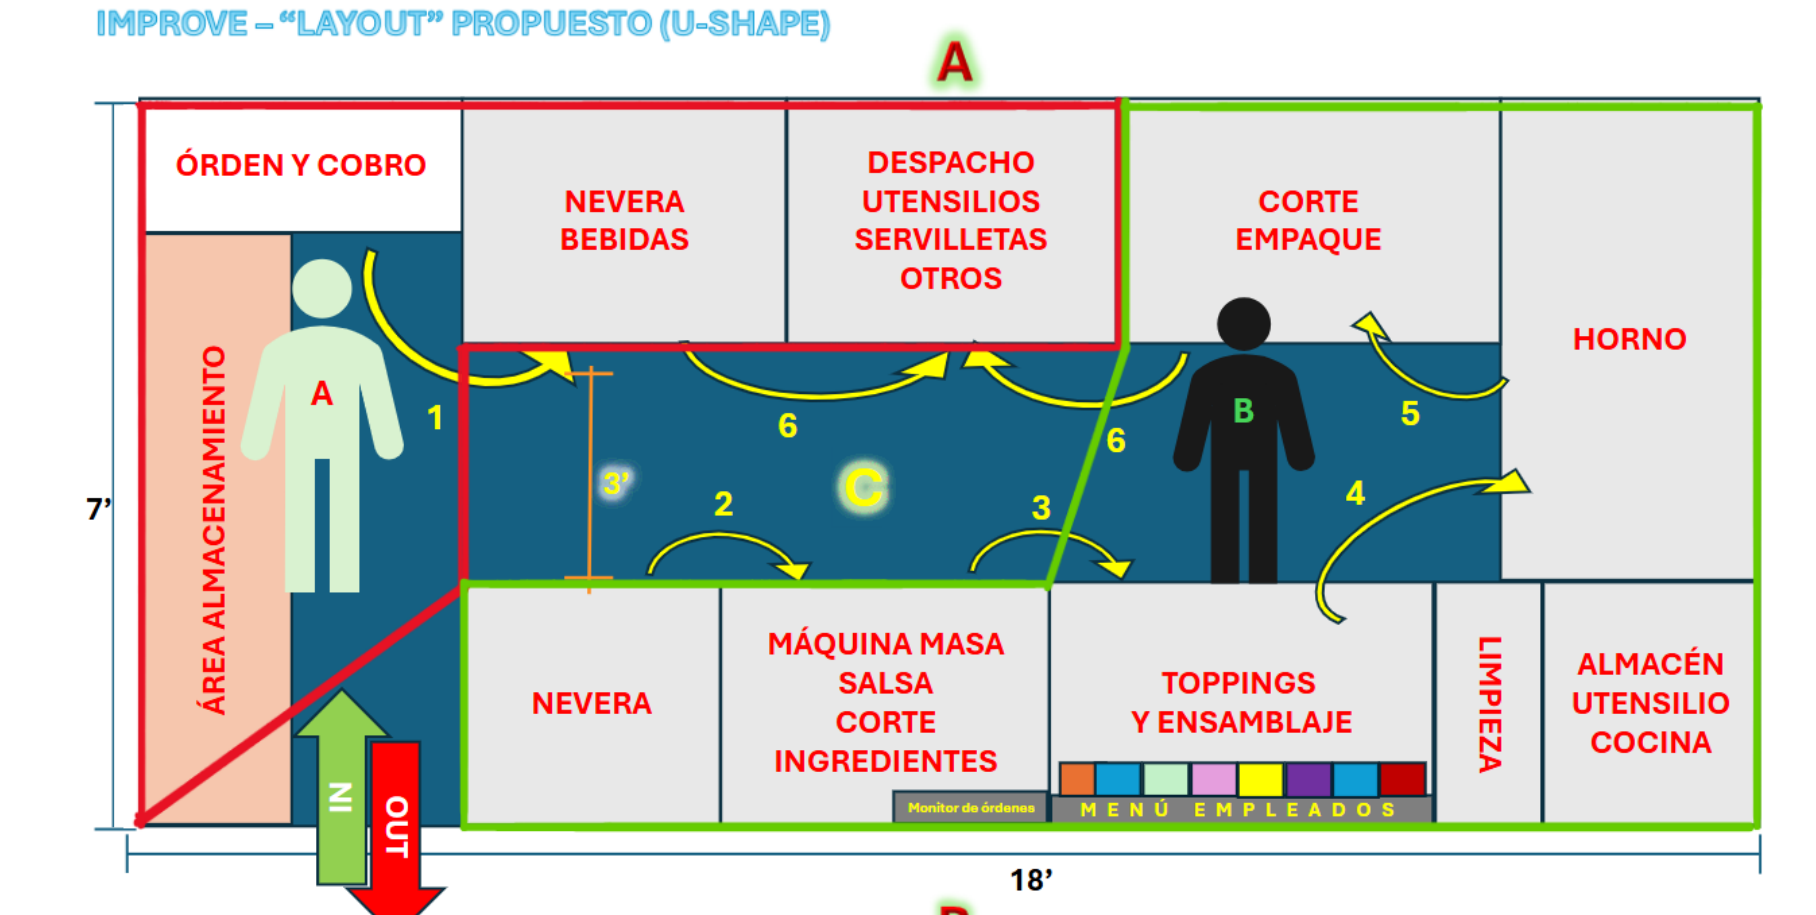 IMPROVE – “LAYOUT” PROPUESTO (U-SHAPE)
A
ÓRDEN Y COBRO
NEVERA
BEBIDAS
DESPACHO
UTENSILIOS
SERVILLETAS
OTROS
CORTE
EMPAQUE
HORNO
ÁREA ALMACENAMIENTO
A
1
6
B
6
5
3’
C
2
3
4
7’
NEVERA
MÁQUINA MASA
SALSA
CORTE
INGREDIENTES
TOPPINGS
Y ENSAMBLAJE
LIMPIEZA
ALMACÉN
UTENSILIO
COCINA
IN
OUT
Monitor de órdenes
MENÚ EMPLEADOS
18’